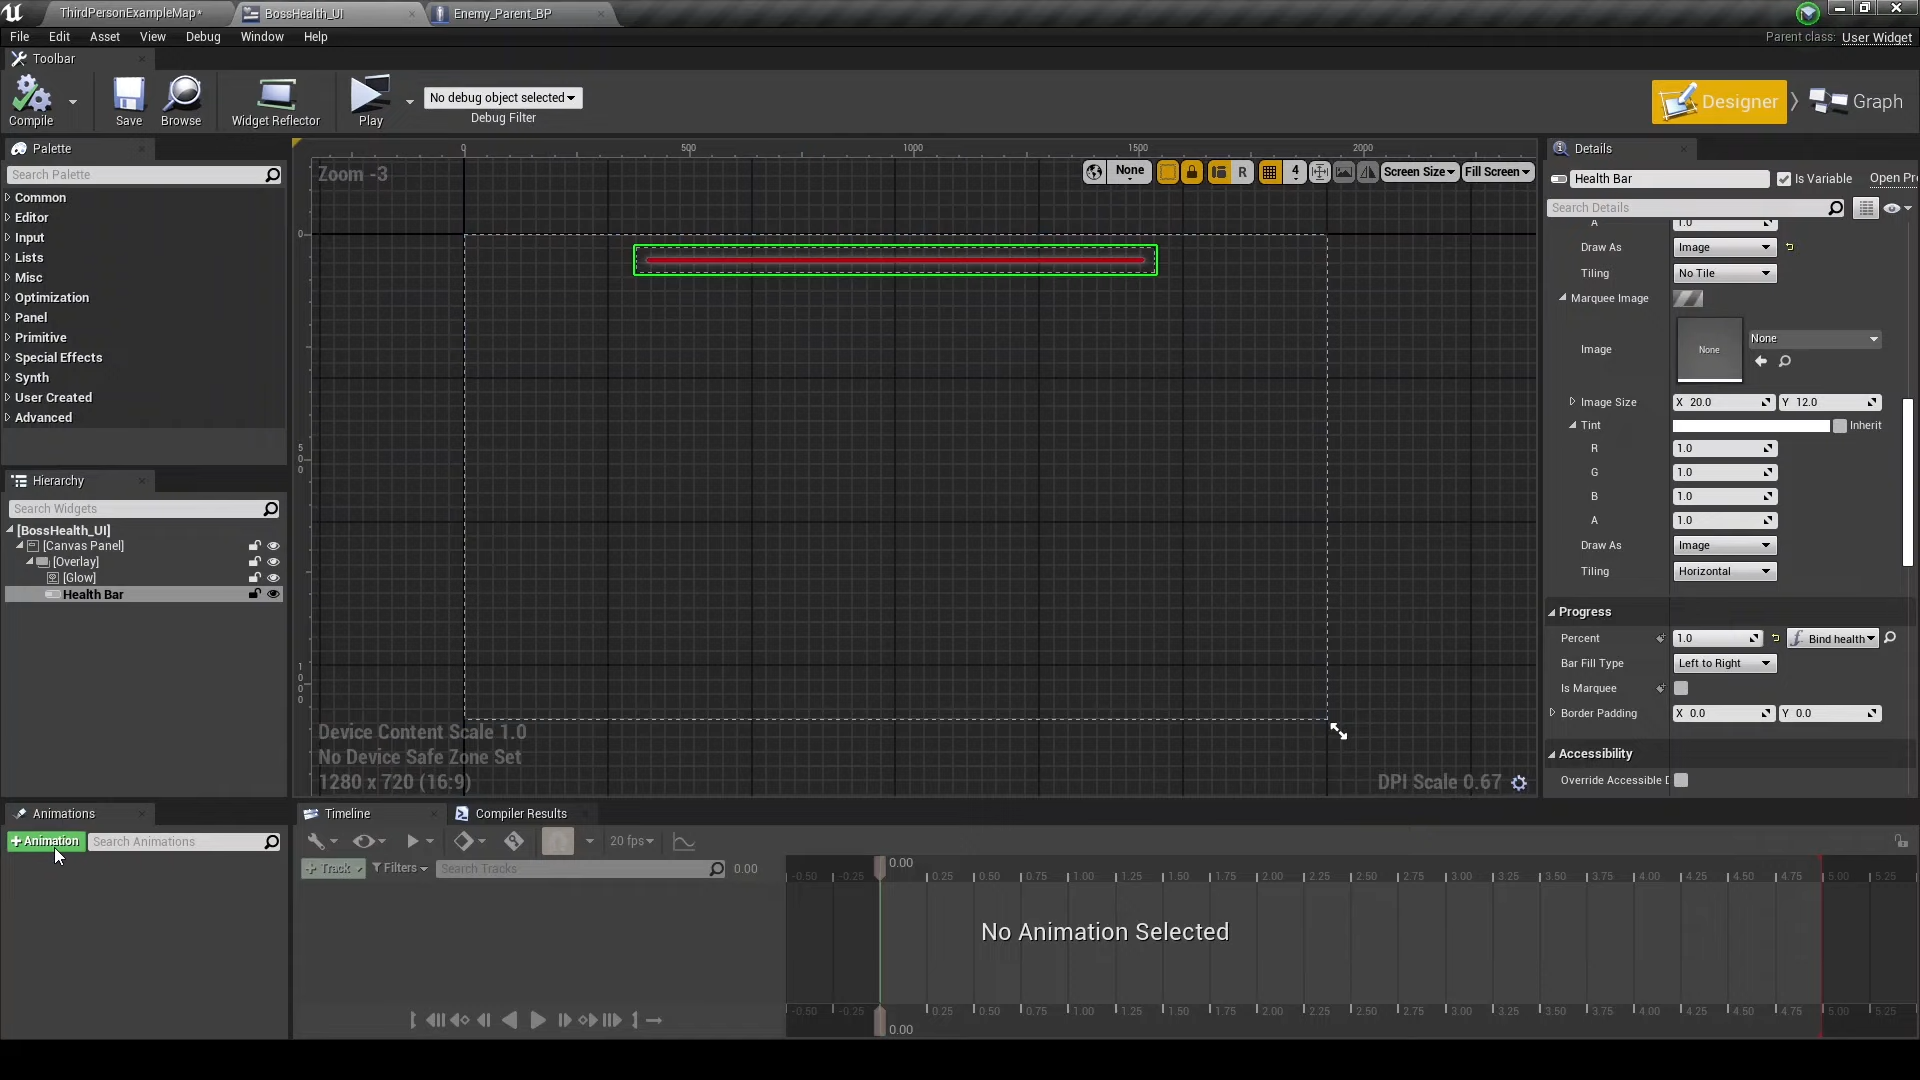 ThirdPersonExampleMap*
BossHealth_UI
Enemy_Parent_BP
File Edit Asset View Debug Window Help
Parent class: User Widget
Toolbar
Compile
Save
Browse
Widget Reflector
Play
No debug object selected
Debug Filter
Designer
Graph
Palette
Search Palette
Common
Editor
Input
Lists
Misc
Optimization
Panel
Primitive
Special Effects
Synth
User Created
Advanced
Hierarchy
Search Widgets
[BossHealth_UI]
[Canvas Panel]
[Overlay]
[Glow]
Health Bar
Animations
+ Animation
Search Animations
0 500 1000 1500 2000
Zoom -3
None R 4 Screen Size Fill Screen
0
500
1000
Device Content Scale 1.0
No Device Safe Zone Set
1280 x 720 (16:9)
DPI Scale 0.67
Timeline
Compiler Results
20 fps
+ Track
Filters
Search Tracks
0.00
0.00
-0.50 -0.25 0.25 0.50 0.75 1.00 1.25 1.50 1.75 2.00 2.25 2.50 2.75 3.00 3.25 3.50 3.75 4.00 4.25 4.50 4.75 5.00 5.25
No Animation Selected
-0.50 -0.25 0.25 0.50 0.75 1.00 1.25 1.50 1.75 2.00 2.25 2.50 2.75 3.00 3.25 3.50 3.75 4.00 4.25 4.50 4.75 5.00 5.25
0.00
Details
Health Bar
Is Variable
Open Pr
Search Details
A 1.0
Draw As Image
Tiling No Tile
Marquee Image
Image
None
None
Image Size X 20.0 Y 12.0
Tint
Inherit
R 1.0
G 1.0
B 1.0
A 1.0
Draw As Image
Tiling Horizontal
Progress
Percent 1.0 Bind health
Bar Fill Type Left to Right
Is Marquee
Border Padding X 0.0 Y 0.0
Accessibility
Override Accessible D